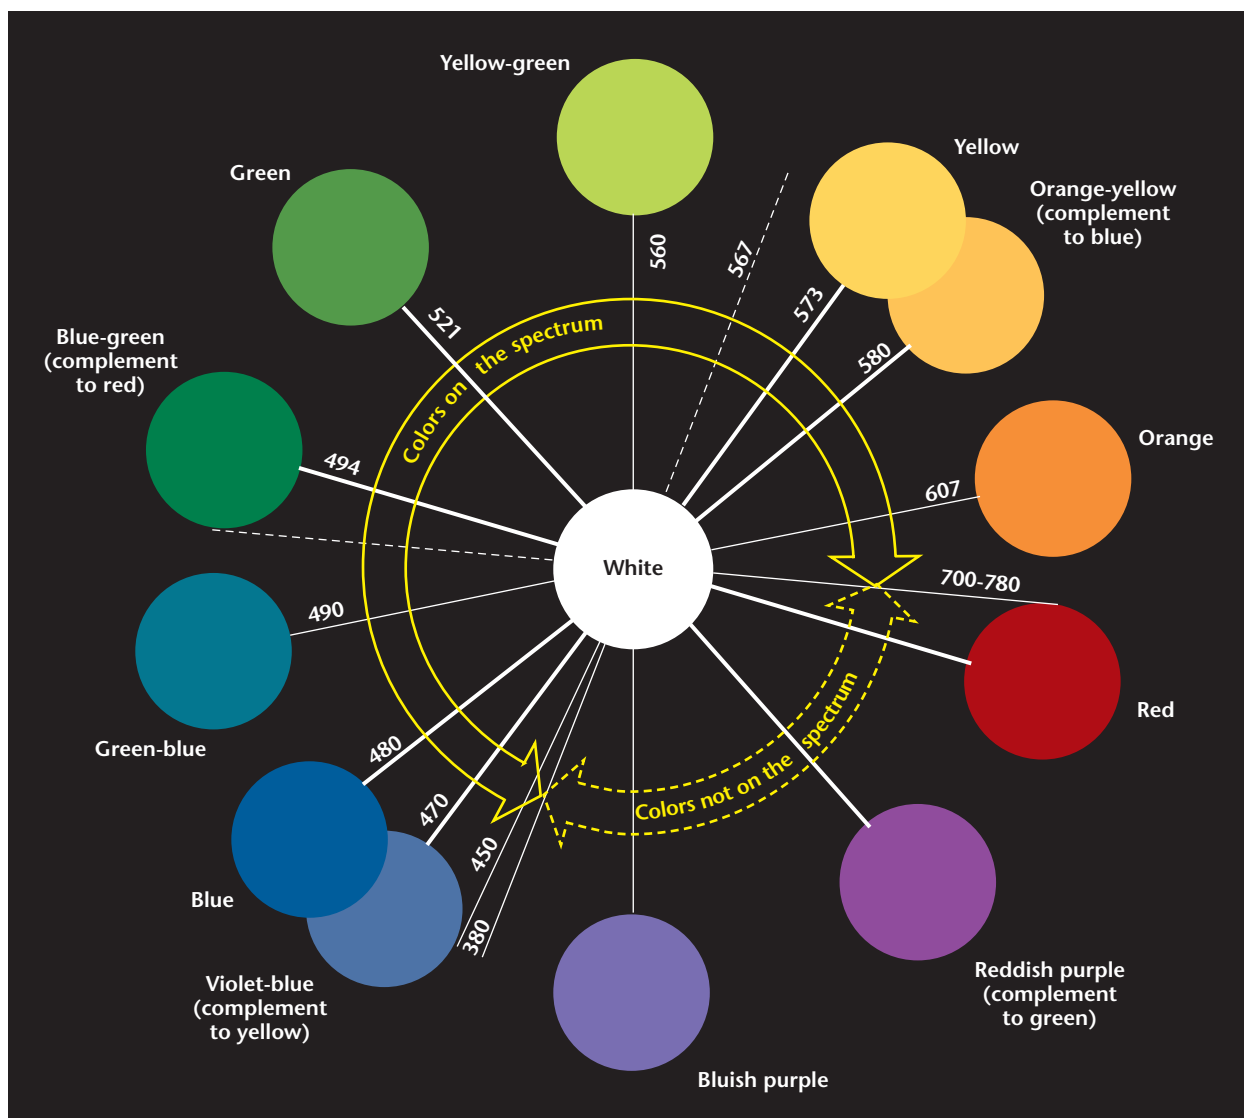 Yellow-green
Yellow
Green
Orange-yellow
(complement
to blue)
560
567
573
521
580
Colors on the spectrum
Blue-green
(complement
to red)
Orange
494
607
White
700-780
490
Red
Green-blue
480
470
450
380
Colors not on the spectrum
Blue
Violet-blue
(complement
to yellow)
Reddish purple
(complement
to green)
Bluish purple